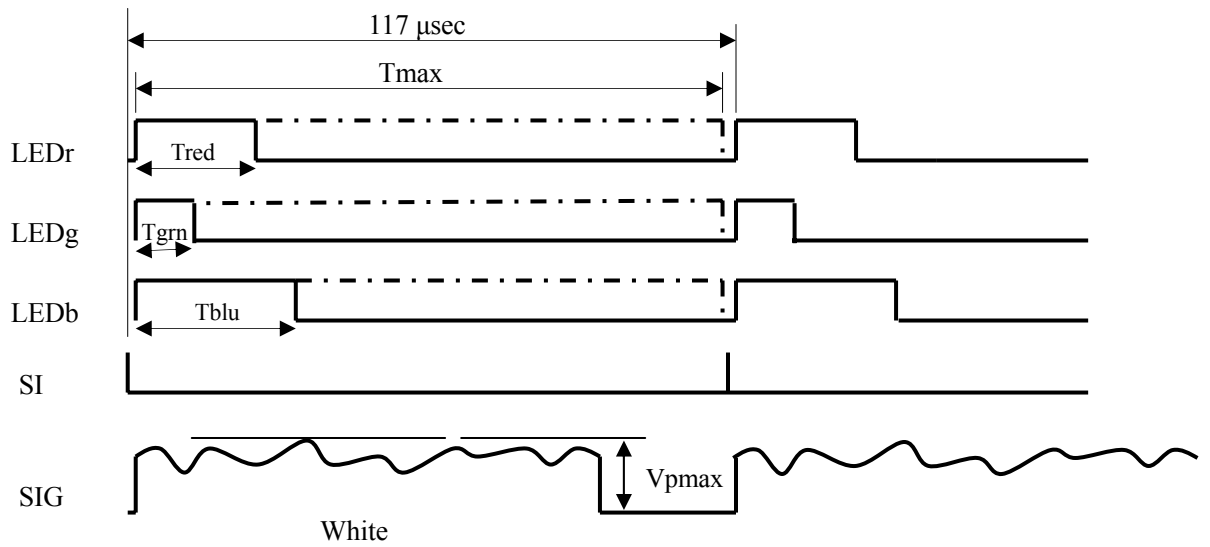 117 μsec
Tmax
LEDr
Tred
LEDg
Tgrn
LEDb
Tblu
SI
SIG
Vpmax
White